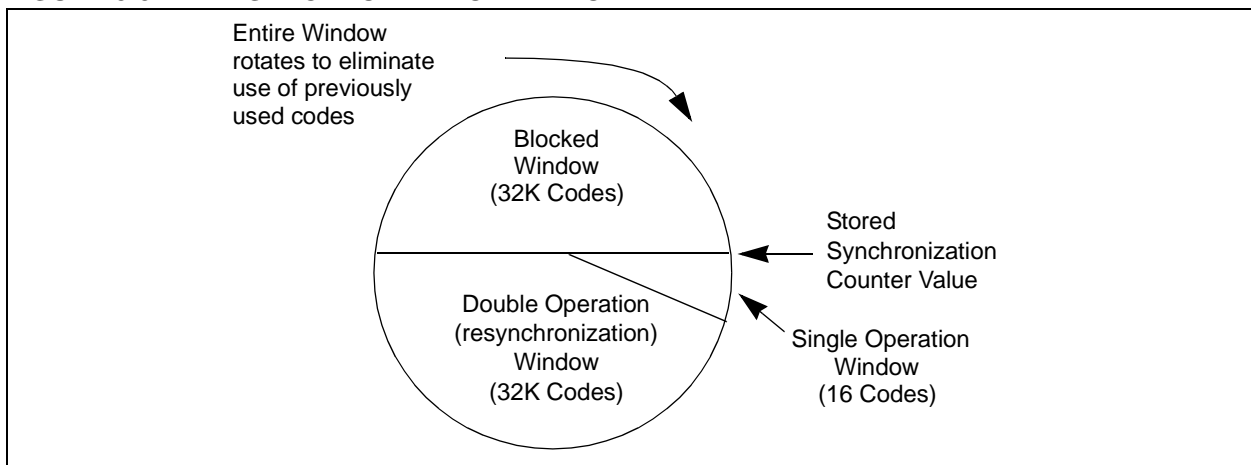 Entire Window
rotates to eliminate
use of previously
used codes
Blocked
Window
(32K Codes)
Stored
Synchronization
Counter Value
Double Operation
(resynchronization)
Window
(32K Codes)
Single Operation
Window
(16 Codes)